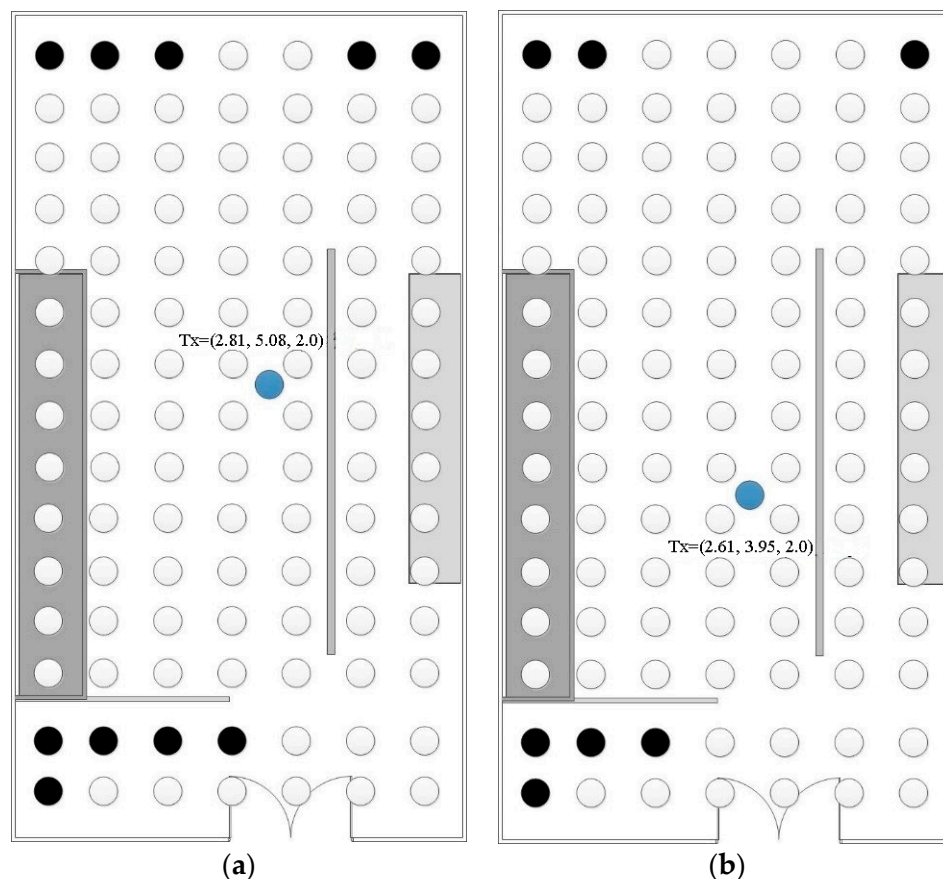 Tx=(2.81, 5.08, 2.0)
Tx=(2.61, 3.95, 2.0)
(a)
(b)